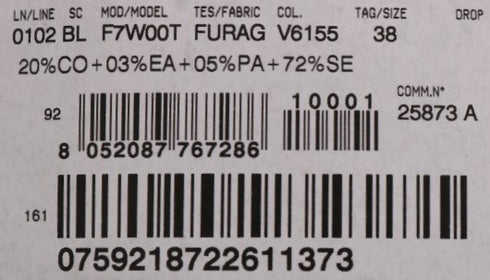 LN/LINE SC MOD/MODEL TES/FABRIC COL. TAG/SIZE DROP
0102 BL F7W00T FURAG V6155 38
20%CO+03%EA+05%PA+72%SE
COMM.N°
92 10001 25873 A
8 052087 767286
161
0759218722611373